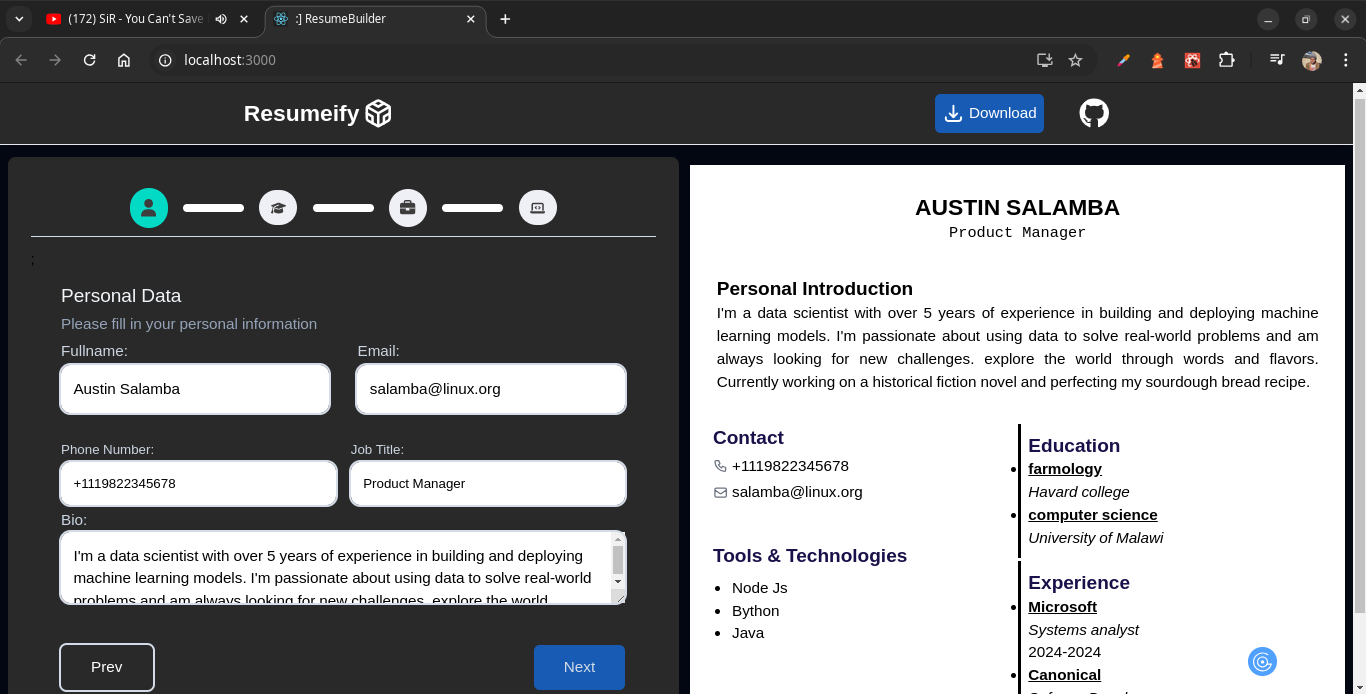 (172) SiR - You Can't Save
:] ResumeBuilder
localhost:3000
Resumeify
Download
;
Personal Data
Please fill in your personal information
Fullname:
Email:
Austin Salamba
salamba@linux.org
Phone Number:
Job Title:
+1119822345678
Product Manager
Bio:
I'm a data scientist with over 5 years of experience in building and deploying
machine learning models. I'm passionate about using data to solve real-world
problems and am always looking for new challenges. explore the world
Prev
Next
AUSTIN SALAMBA
Product Manager
Personal Introduction
I'm a data scientist with over 5 years of experience in building and deploying machine
learning models. I'm passionate about using data to solve real-world problems and am
always looking for new challenges. explore the world through words and flavors.
Currently working on a historical fiction novel and perfecting my sourdough bread recipe.
Contact
+1119822345678
salamba@linux.org
Tools & Technologies
Node Js
Bython
Java
Education
farmology
Havard college
computer science
University of Malawi
Experience
Microsoft
Systems analyst
2024-2024
Canonical